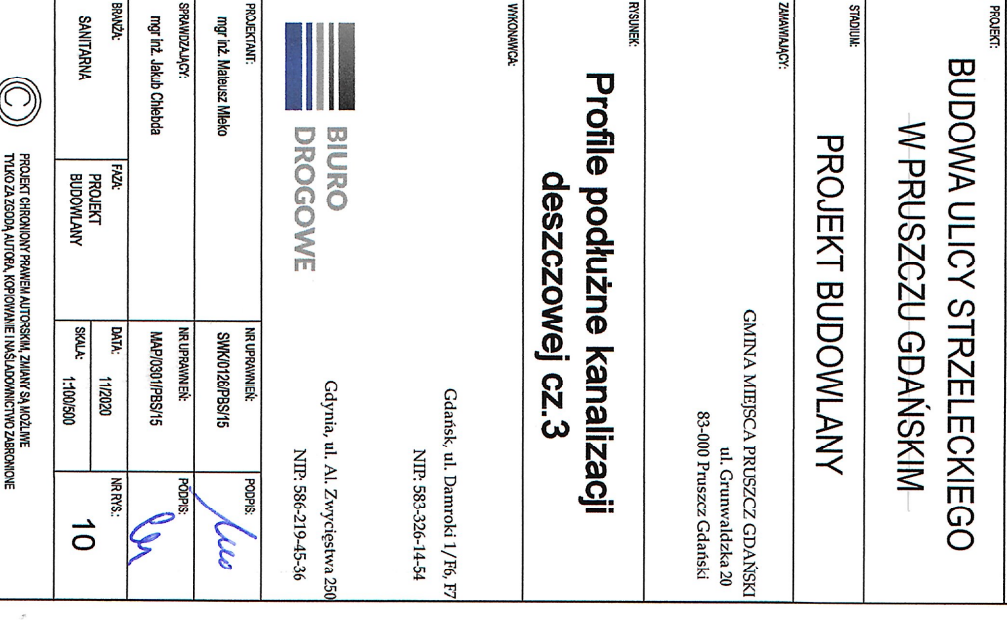 PROJEKT:
BUDOWA ULICY STRZELECKIEGO
W PRUSZCZU GDAŃSKIM
STADIUM:
PROJEKT BUDOWLANY
ZAMAWIAJĄCY:
GMINA MIEJSCA PRUSZCZ GDAŃSKI
ul. Grunwaldzka 20
83-000 Pruszcz Gdański
RYSUNEK:
Profile podłużne kanalizacji
deszczowej cz.3
WYKONAWCA:
Gdańsk, ul. Damroki 1/F6, F7
NIP: 583-326-14-54
BIURO
DROGOWE
Gdynia, ul. Al. Zwycięstwa 250
NIP: 586-219-45-36
PROJEKTANT:
mgr inż. Mateusz Mleko
NR UPRAWNIEŃ:
SWK/0126/PBS/15
PODPIS:
SPRAWDZAJĄCY:
mgr inż. Jakub Chlebda
NR UPRAWNIEŃ:
MAP/0301/PBS/15
PODPIS:
BRANŻA:
SANITARNA
FAZA:
PROJEKT
BUDOWLANY
DATA:
11/2020
SKALA:
1:100/500
NR RYS.:
10
©
PROJEKT CHRONIONY PRAWEM AUTORSKIM, ZMIANY SĄ MOŻLIWE
TYLKO ZA ZGODĄ AUTORA, KOPIOWANIE I NAŚLADOWNICTWO ZABRONIONE